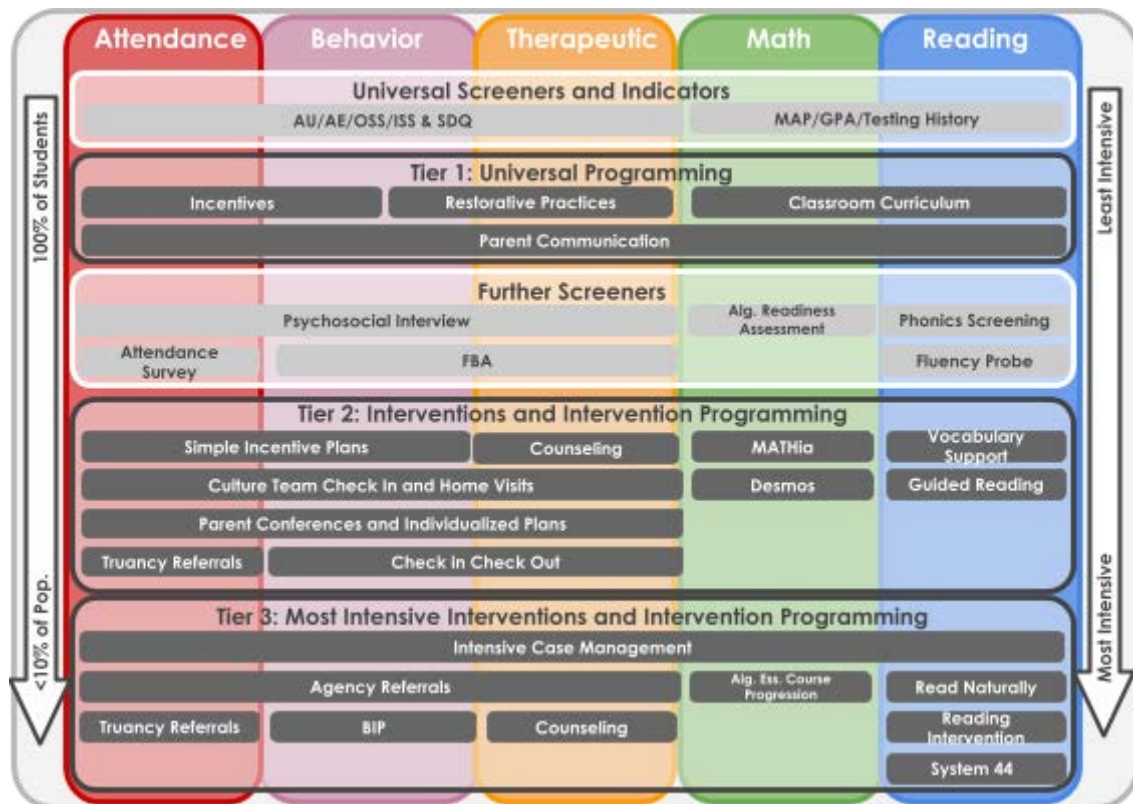 Attendance
Behavior
Therapeutic
Math
Reading
Universal Screeners and Indicators
AU/AE/OSS/ISS & SDQ
MAP/GPA/Testing History
Tier 1: Universal Programming
Incentives
Restorative Practices
Classroom Curriculum
Parent Communication
Further Screeners
Psychosocial Interview
Alg. Readiness
Assessment
Phonics Screening
Attendance
Survey
FBA
Fluency Probe
Tier 2: Interventions and Intervention Programming
Simple Incentive Plans
Counseling
MATHia
Vocabulary
Support
Culture Team Check In and Home Visits
Desmos
Guided Reading
Parent Conferences and Individualized Plans
Truancy Referrals
Check In Check Out
Tier 3: Most Intensive Interventions and Intervention Programming
Intensive Case Management
Agency Referrals
Alg. Ess. Course
Progression
Read Naturally
Truancy Referrals
BIP
Counseling
Reading
Intervention
System 44
100% of Students
<10% of Pop.
Least Intensive
Most Intensive